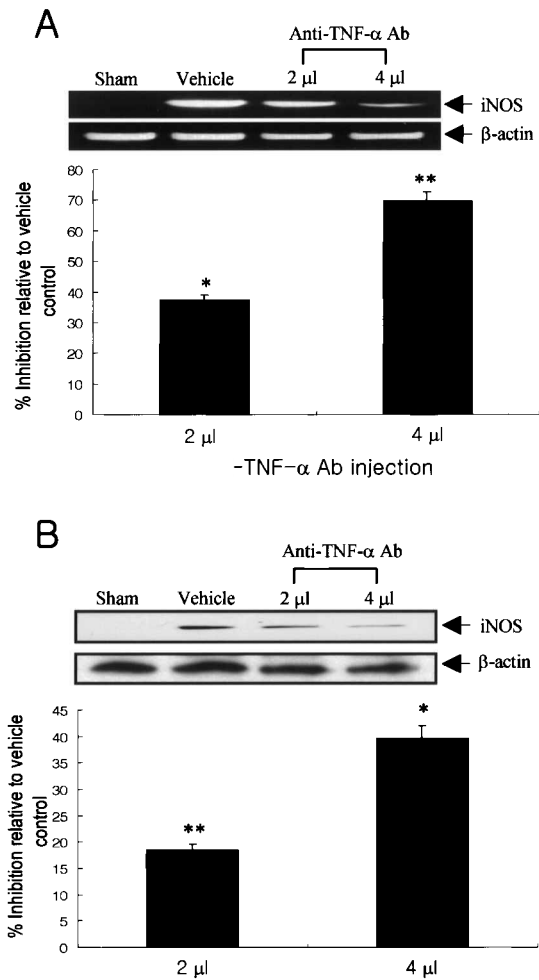 A
Anti-TNF-α Ab
Sham Vehicle 2 μl 4 μl
iNOS
β-actin
% Inhibition relative to vehicle
control
80
70
60
50
40
30
20
10
0
*
**
2 μl 4 μl
-TNF-α Ab injection
B
Anti-TNF-α Ab
Sham Vehicle 2 μl 4 μl
iNOS
β-actin
% Inhibition relative to vehicle
control
45
40
35
30
25
20
15
10
5
0
**
*
2 μl 4 μl